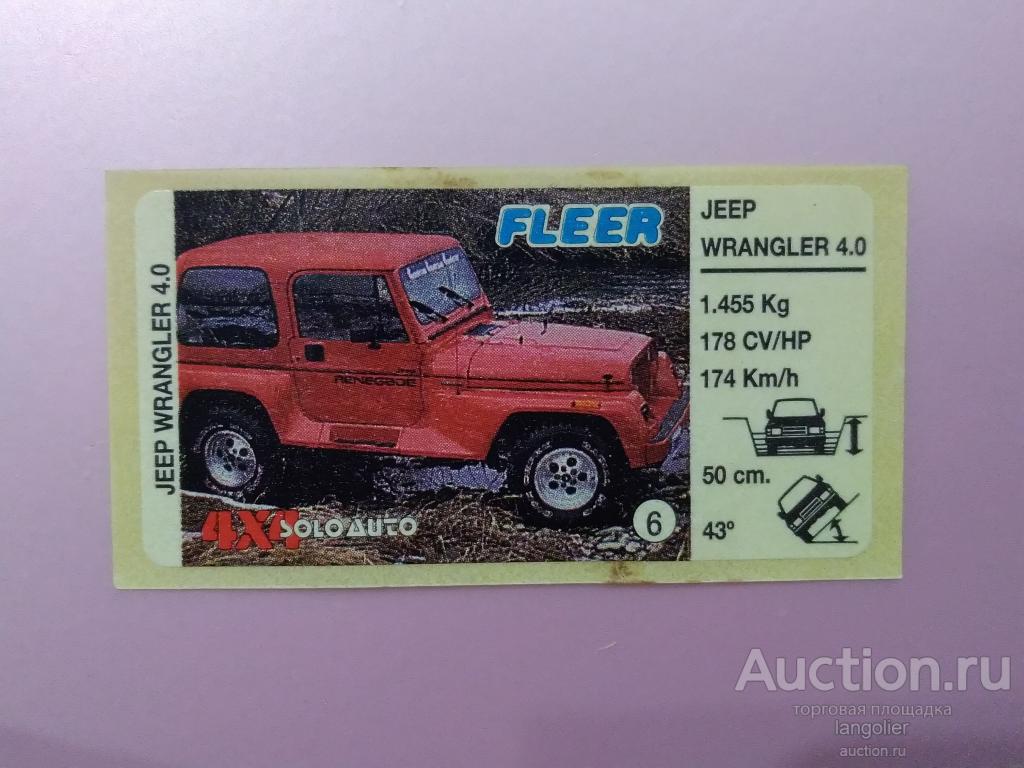 JEEP WRANGLER 4.0
FLEER
RENEGADE
4X4 SOLO AUTO
6
JEEP
WRANGLER 4.0
1.455 Kg
178 CV/HP
174 Km/h
50 cm.
43º
Auction.ru
торговая площадка
langolier
auction.ru